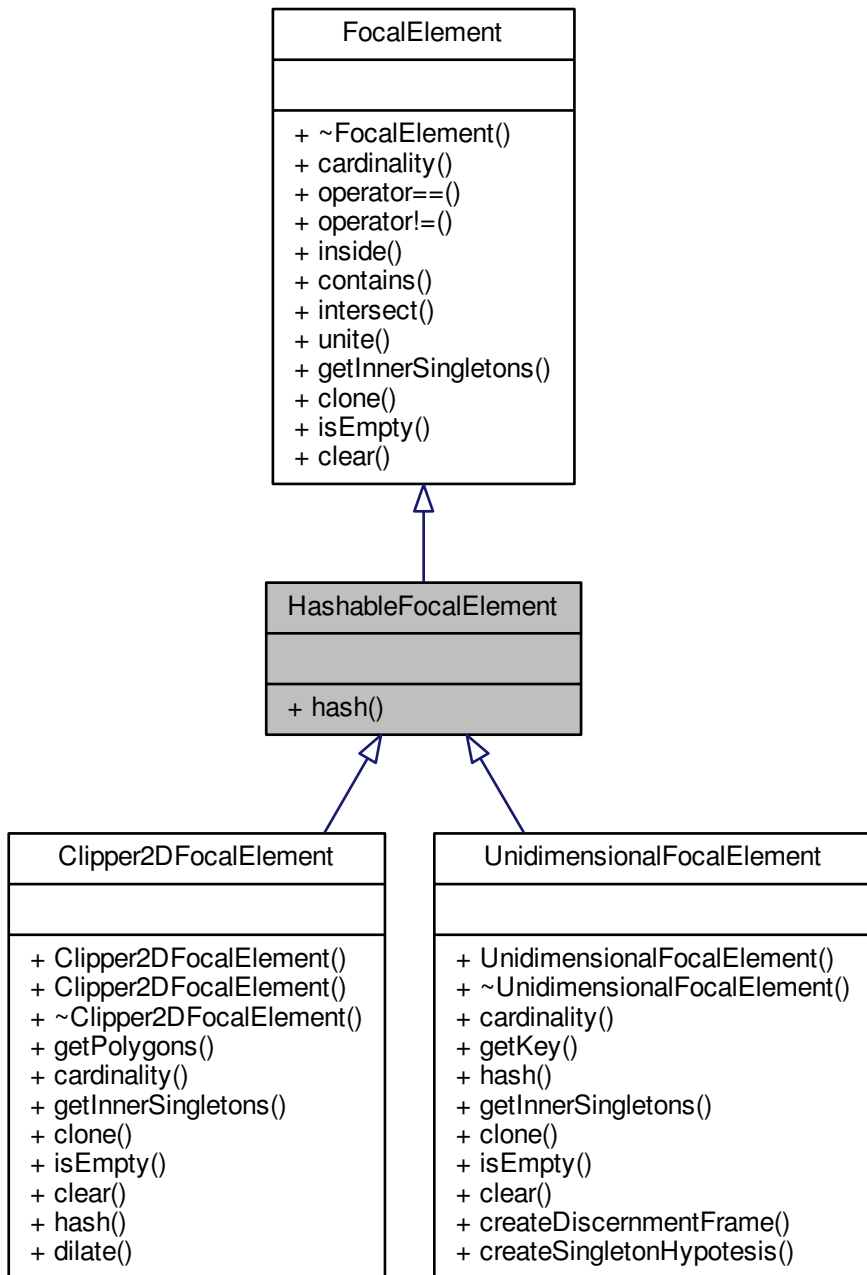 FocalElement
+ ~FocalElement()
+ cardinality()
+ operator==()
+ operator!=()
+ inside()
+ contains()
+ intersect()
+ unite()
+ getInnerSingletons()
+ clone()
+ isEmpty()
+ clear()
HashableFocalElement
+ hash()
Clipper2DFocalElement
+ Clipper2DFocalElement()
+ Clipper2DFocalElement()
+ ~Clipper2DFocalElement()
+ getPolygons()
+ cardinality()
+ getInnerSingletons()
+ clone()
+ isEmpty()
+ clear()
+ hash()
+ dilate()
UnidimensionalFocalElement
+ UnidimensionalFocalElement()
+ ~UnidimensionalFocalElement()
+ cardinality()
+ getKey()
+ hash()
+ getInnerSingletons()
+ clone()
+ isEmpty()
+ clear()
+ createDiscernmentFrame()
+ createSingletonHypotesis()